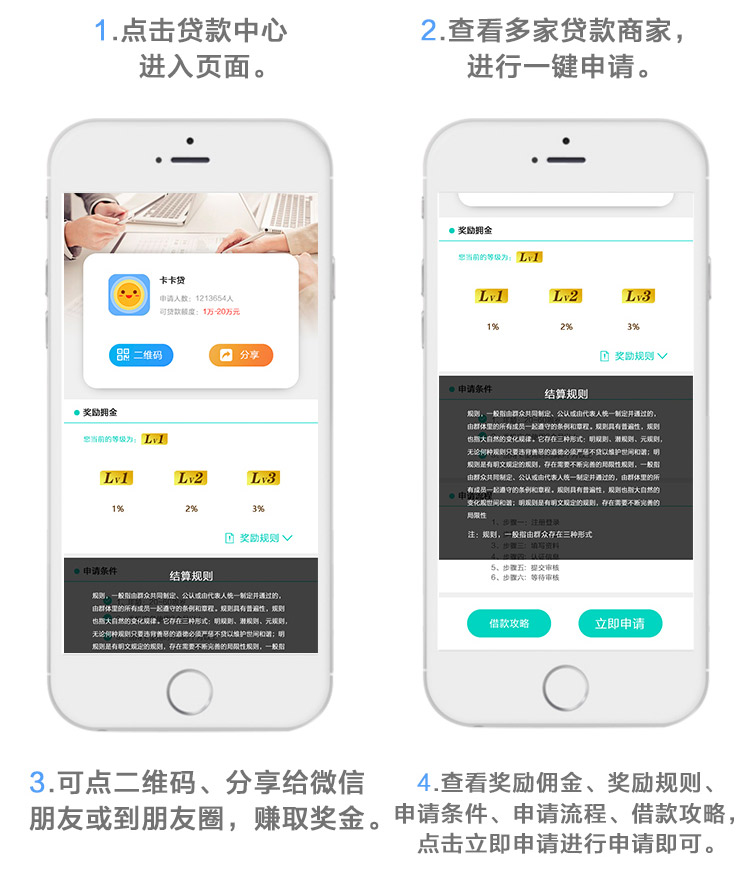 1.点击贷款中心
进入页面。
2.查看多家贷款商家，
进行一键申请。
卡卡贷
申请人数：1213654人
可贷款额度：1万-20万元
二维码
分享
奖励佣金
您当前的等级为：Lv1
Lv1 Lv2 Lv3
1% 2% 3%
奖励规则
申请条件
结算规则
规则，一般指由群众共同制定、公认或由代表人统一制定并通过的，
由群体里的所有成员一起遵守的条例和章程。规则具有普遍性，规则
也指大自然的变化规律。它存在三种形式：明规则、潜规则、元规则，
无论何种规则只要违背善恶的道德必须严惩不贷以维护世间和谐；明
规则是有明文规定的规则，存在需要不断完善的局限性规则，一般指
奖励佣金
您当前的等级为：Lv1
Lv1 Lv2 Lv3
1% 2% 3%
奖励规则
申请条件
结算规则
规则，一般指由群众共同制定、公认或由代表人统一制定并通过的，
由群体里的所有成员一起遵守的条例和章程。规则具有普遍性，规则
也指大自然的变化规律。它存在三种形式：明规则、潜规则、元规则，
无论何种规则只要违背善恶的道德必须严惩不贷以维护世间和谐；明
规则是有明文规定的规则，存在需要不断完善的局限性规则，一般指
由群众共同制定、公认或由代表人统一制定并通过的，由群体里的所
有成员一起遵守的条例和章程。规则具有普遍性，规则也指大自然的
申请流程
变化规律；明规则是有明文规定的规则，存在需要不断完善的
局限性
1、步骤一：注册登录
注：规则，一般指由群众存在三种形式
3、步骤三：填写资料
4、步骤四：认证信息
5、步骤五：提交审核
6、步骤六：等待审核
借款攻略
立即申请
3.可点二维码、分享给微信
朋友或到朋友圈，赚取奖金。
4.查看奖励佣金、奖励规则、
申请条件、申请流程、借款攻略，
点击立即申请进行申请即可。